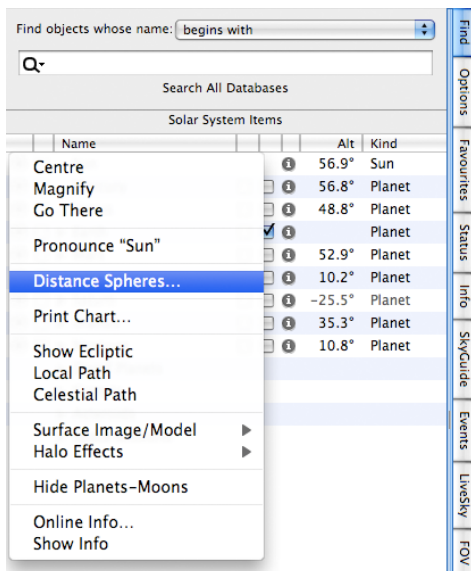 Find objects whose name: begins with
Q
Search All Databases
Solar System Items
Name Alt Kind
56.9° Sun
56.8° Planet
48.8° Planet
Planet
52.9° Planet
10.2° Planet
−25.5° Planet
35.3° Planet
10.8° Planet
Centre
Magnify
Go There
Pronounce “Sun”
Distance Spheres...
Print Chart...
Show Ecliptic
Local Path
Celestial Path
Surface Image/Model
Halo Effects
Hide Planets-Moons
Online Info...
Show Info
Find
Options
Favourites
Status
Info
SkyGuide
Events
LiveSky
FOV